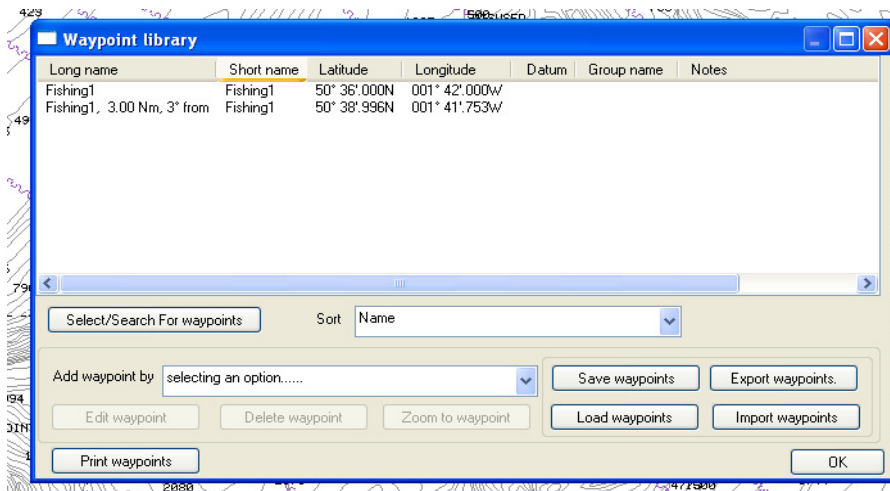 429
Waypoint library
Long name Short name Latitude Longitude Datum Group name Notes
Fishing1 Fishing1 50° 36'.000N 001° 42'.000W
Fishing1, 3.00 Nm, 3° from Fishing1 50° 38'.996N 001° 41'.753W
Select/Search For waypoints Sort Name
Add waypoint by selecting an option...... Save waypoints Export waypoints.
Edit waypoint Delete waypoint Zoom to waypoint Load waypoints Import waypoints
Print waypoints OK
2080